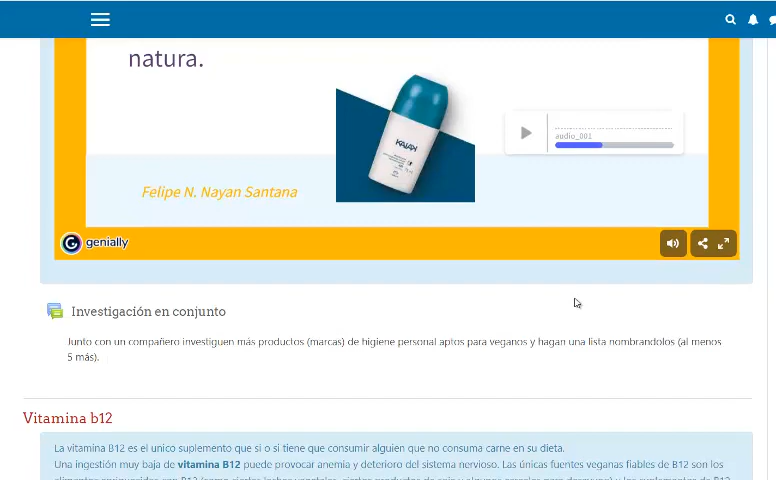 natura.
KAIAK
audio_001
Felipe N. Nayan Santana
genially
Investigación en conjunto
Junto con un compañero investiguen más productos (marcas) de higiene personal aptos para veganos y hagan una lista nombrandolos (al menos
5 más).
Vitamina b12
La vitamina B12 es el unico suplemento que si o si tiene que consumir alguien que no consuma carne en su dieta.
Una ingestión muy baja de vitamina B12 puede provocar anemia y deterioro del sistema nervioso. Las únicas fuentes veganas fiables de B12 son los